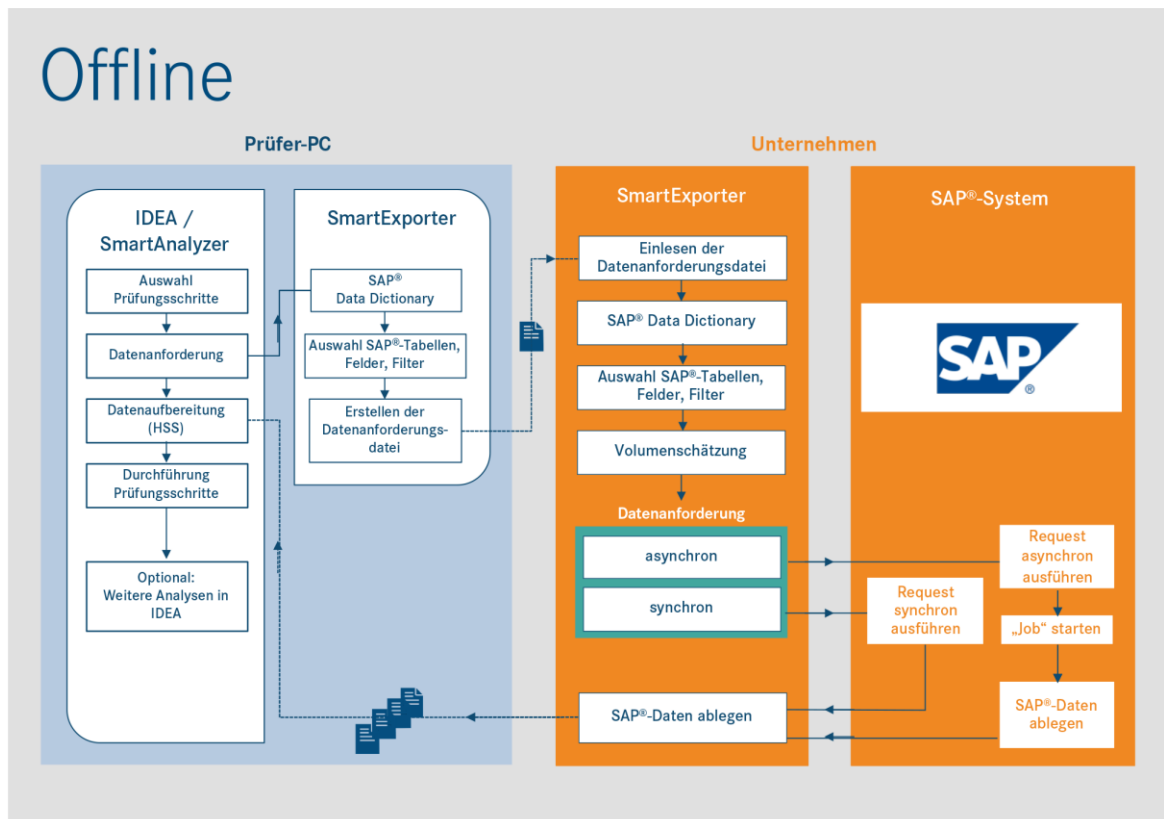 Offline
Prüfer-PC
Unternehmen
IDEA /
SmartAnalyzer
Auswahl
Prüfungsschritte
Datenanforderung
Datenaufbereitung
(HSS)
Durchführung
Prüfungsschritte
Optional:
Weitere Analysen in
IDEA
SmartExporter
SAP®
Data Dictionary
Auswahl SAP®-Tabellen,
Felder, Filter
Erstellen der
Datenanforderungs-
datei
SmartExporter
Einlesen der
Datenanforderungsdatei
SAP® Data Dictionary
Auswahl SAP®-Tabellen,
Felder, Filter
Volumenschätzung
Datenanforderung
asynchron
synchron
SAP®-Daten ablegen
SAP®-System
SAP®
Request
asynchron
ausführen
Request
synchron
ausführen
„Job“ starten
SAP®-Daten
ablegen